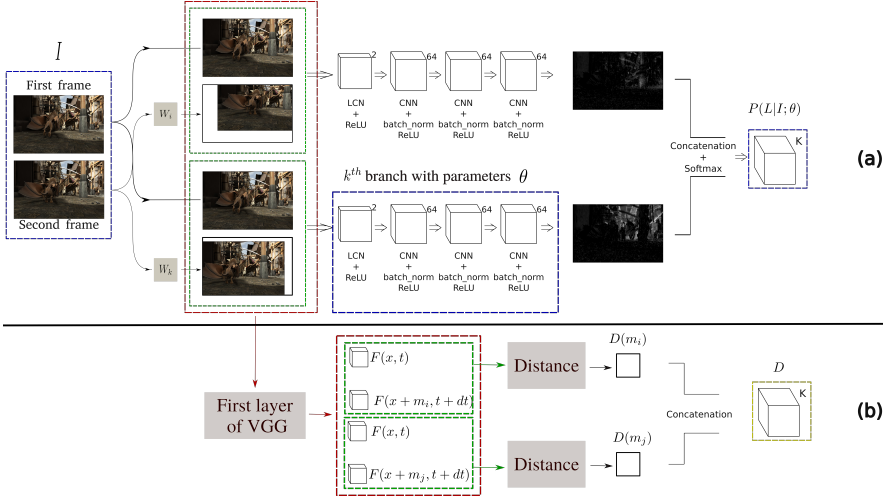 I
First frame
Second frame
W_i
W_k
2
64
64
64
LCN
+
ReLU
CNN
+
batch_norm
ReLU
CNN
+
batch_norm
ReLU
CNN
+
batch_norm
ReLU
k^{th} branch with parameters θ
2
64
64
64
LCN
+
ReLU
CNN
+
batch_norm
ReLU
CNN
+
batch_norm
ReLU
CNN
+
batch_norm
ReLU
Concatenation
+
Softmax
P(L|I;θ)
K
(a)
First layer
of VGG
F(x,t)
F(x+m_i,t+dt)
F(x,t)
F(x+m_j,t+dt)
Distance
Distance
D(m_i)
D(m_j)
Concatenation
D
K
(b)